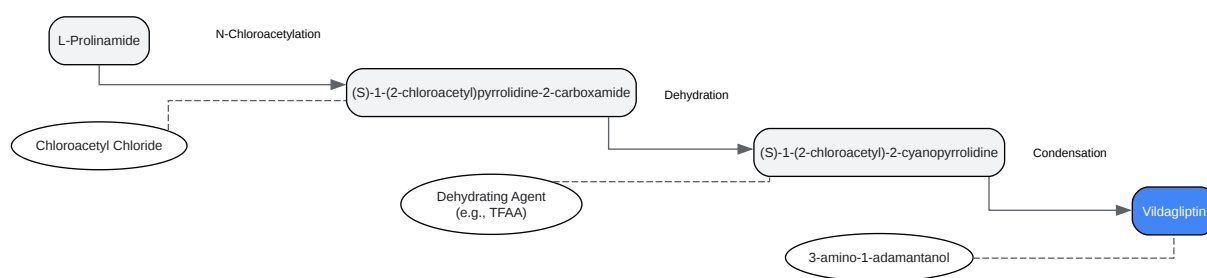 L-Prolinamide
N-Chloroacetylation
(S)-1-(2-chloroacetyl)pyrrolidine-2-carboxamide
Dehydration
Chloroacetyl Chloride
(S)-1-(2-chloroacetyl)-2-cyanopyrrolidine
Condensation
Dehydrating Agent
(e.g., TFAA)
Vildagliptin
3-amino-1-adamantanol